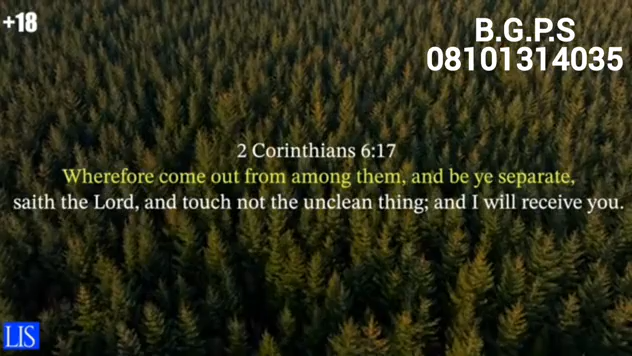 +18
B.G.P.S
08101314035
2 Corinthians 6:17
Wherefore come out from among them, and be ye separate,
saith the Lord, and touch not the unclean thing; and I will receive you.
LIS